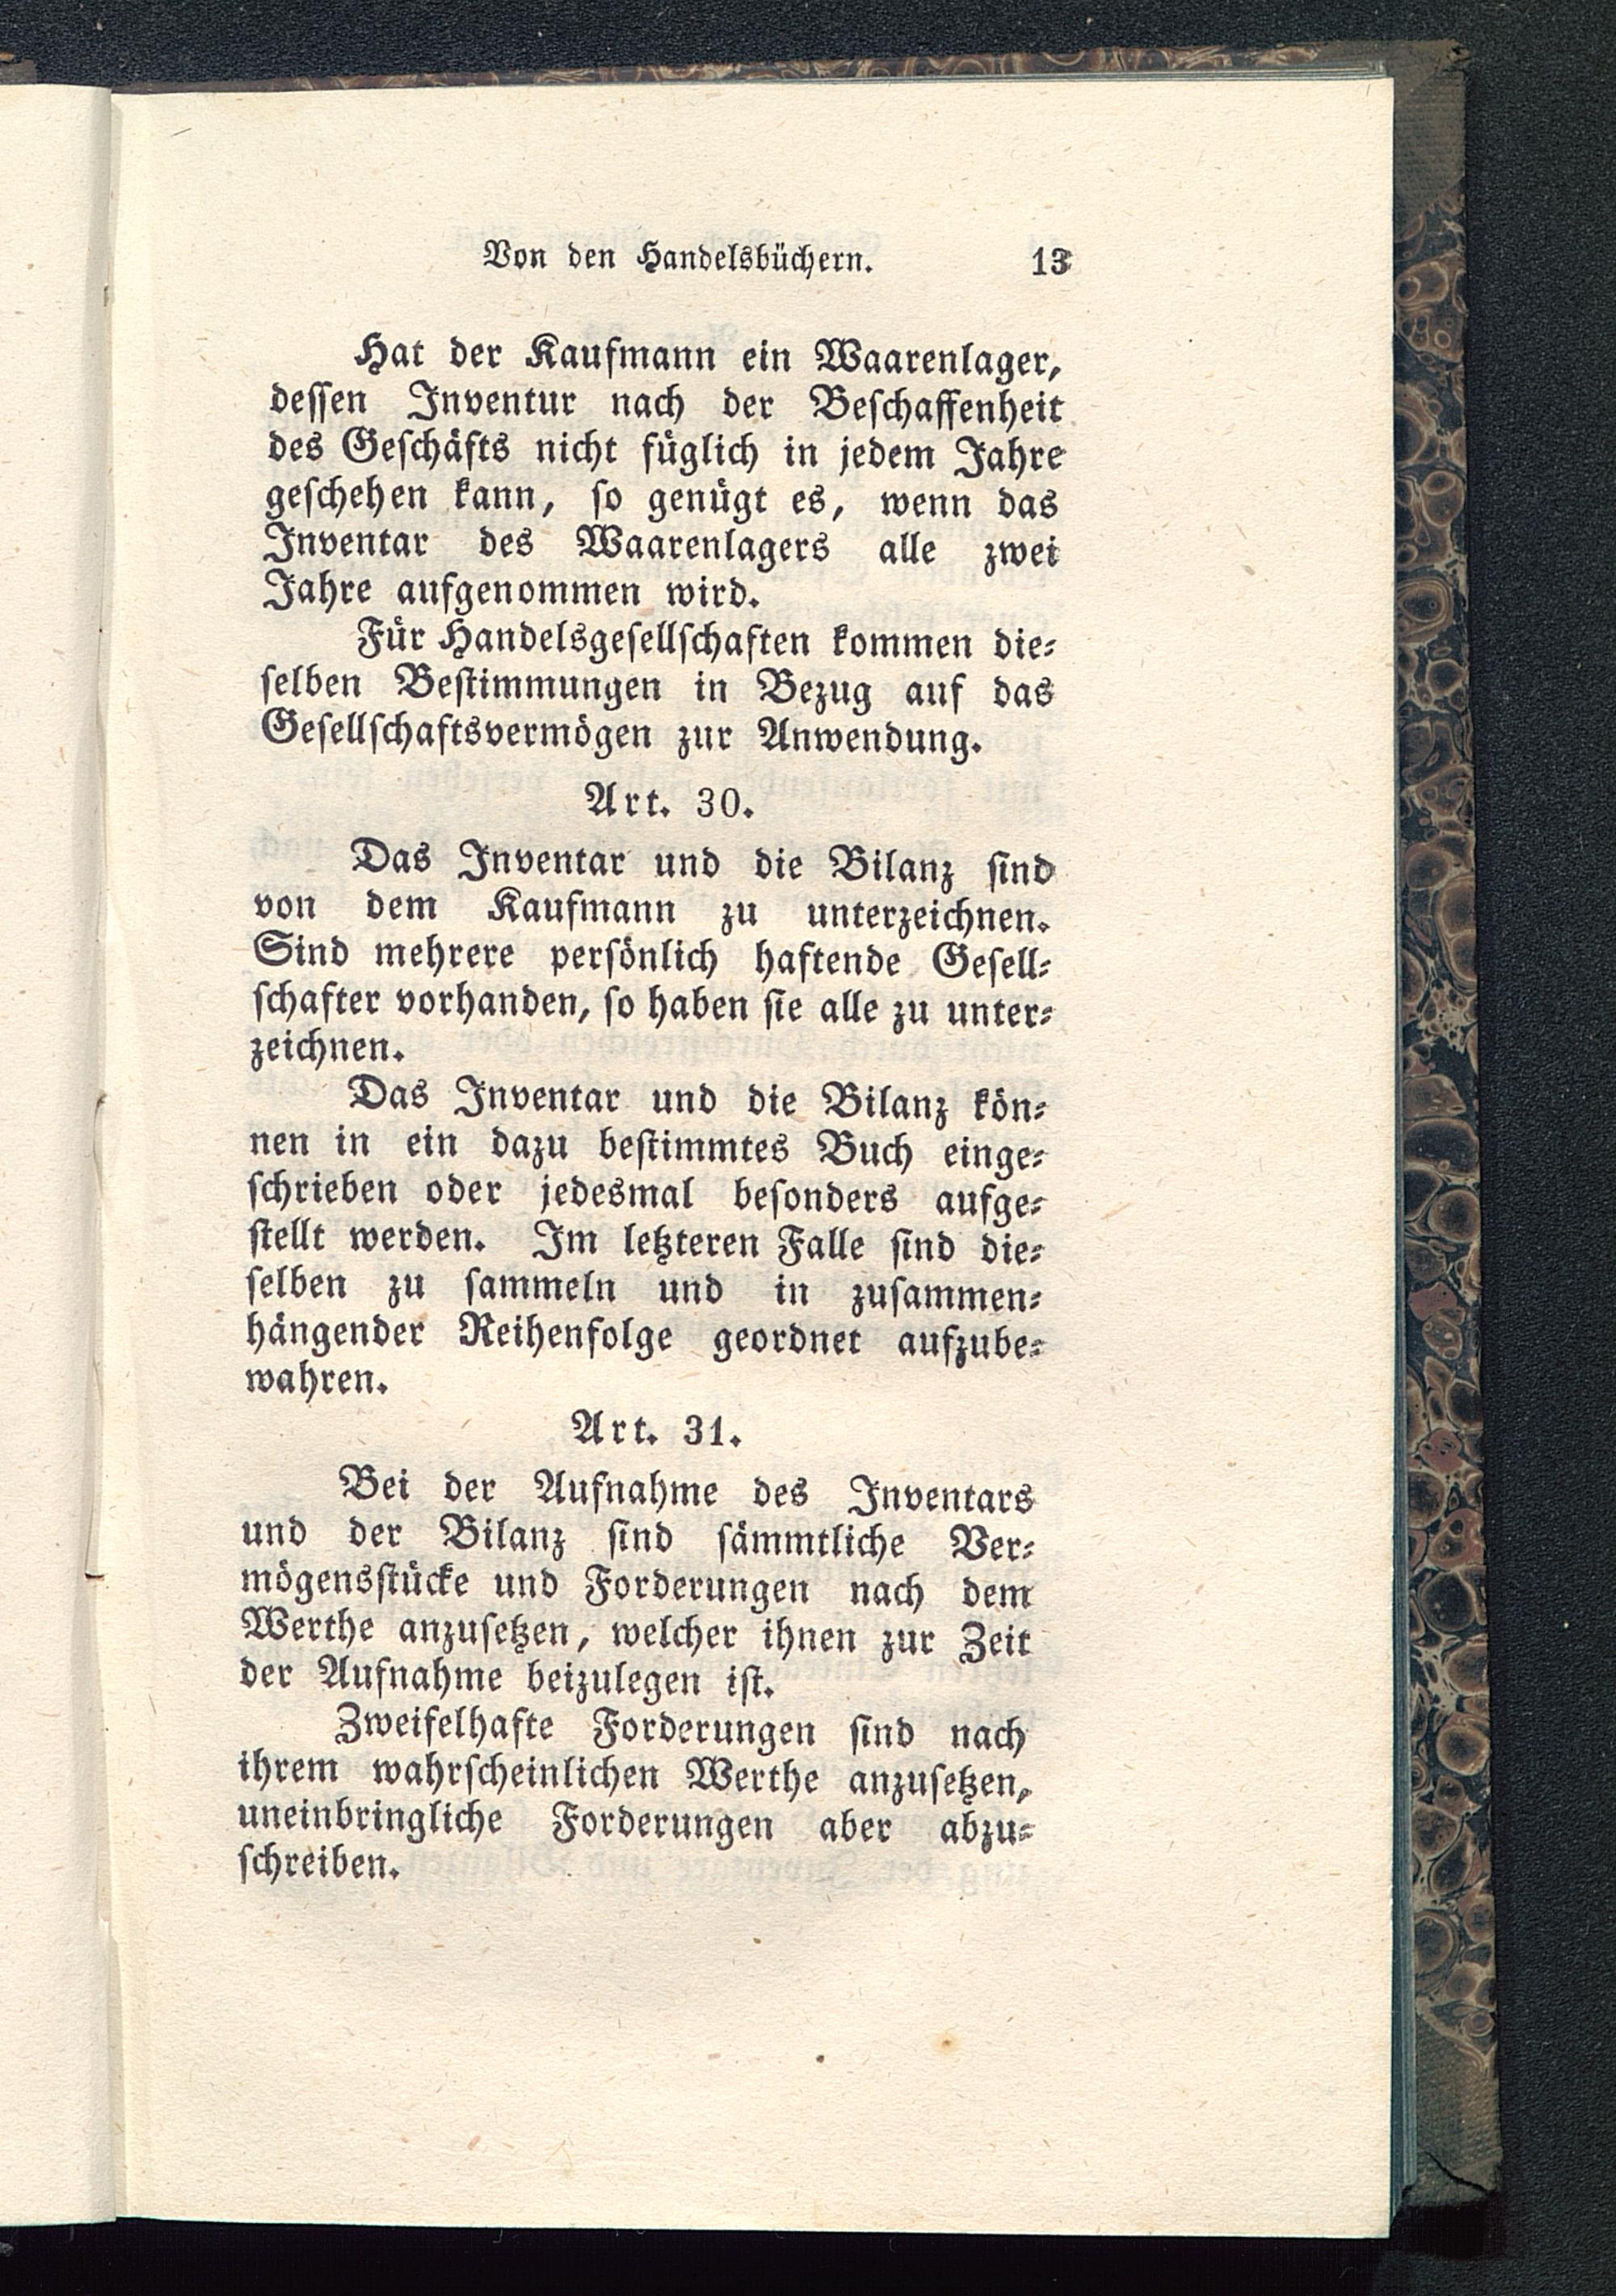 Von den Handelsbüchern. 13
Hat der Kaufmann ein Waarenlager,
dessen Inventur nach der Beschaffenheit
des Geschäfts nicht füglich in jedem Jahre
geschehen kann, so genügt es, wenn das
Inventar des Waarenlagers alle zwei
Jahre aufgenommen wird.
Für Handelsgesellschaften kommen die-
selben Bestimmungen in Bezug auf das
Gesellschaftsvermögen zur Anwendung.
Art. 30.
Das Inventar und die Bilanz sind
von dem Kaufmann zu unterzeichnen.
Sind mehrere persönlich haftende Gesell-
schafter vorhanden, so haben sie alle zu unter-
zeichnen.
Das Inventar und die Bilanz kön-
nen in ein dazu bestimmtes Buch einge-
schrieben oder jedesmal besonders aufge-
stellt werden. Im letzteren Falle sind die-
selben zu sammeln und in zusammen-
hängender Reihenfolge geordnet aufzube-
wahren.
Art. 31.
Bei der Aufnahme des Inventars
und der Bilanz sind sämmtliche Ver-
mögensstücke und Forderungen nach dem
Werthe anzusetzen, welcher ihnen zur Zeit
der Aufnahme beizulegen ist.
Zweifelhafte Forderungen sind nach
ihrem wahrscheinlichen Werthe anzusetzen,
uneinbringliche Forderungen aber abzu-
schreiben.